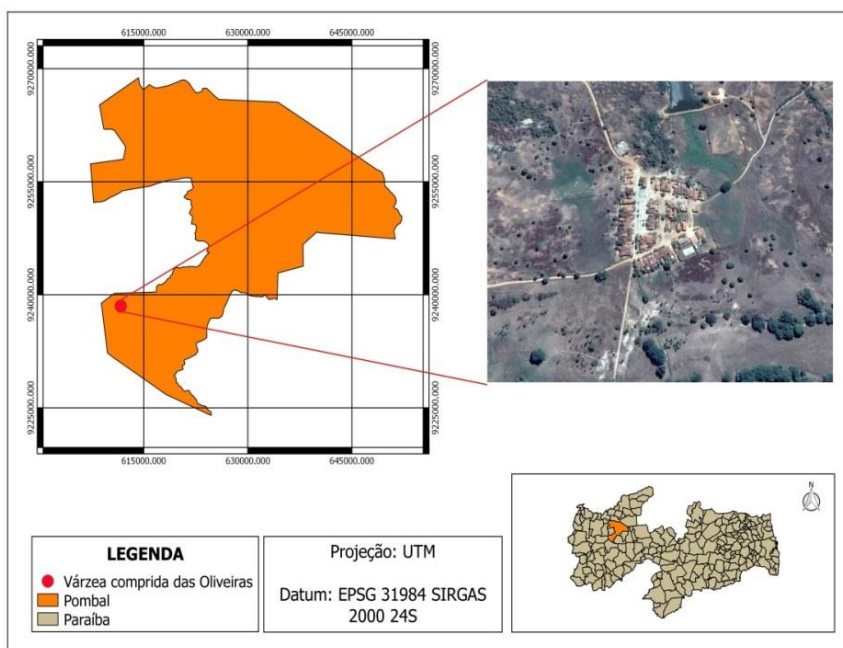 615000.000 630000.000 645000.000
9270000.000
9255000.000
9240000.000
9225000.000
9270000.000
9255000.000
9240000.000
9225000.000
615000.000 630000.000 645000.000
N
LEGENDA
Várzea comprida das Oliveiras
Pombal
Paraíba
Projeção: UTM
Datum: EPSG 31984 SIRGAS
2000 24S